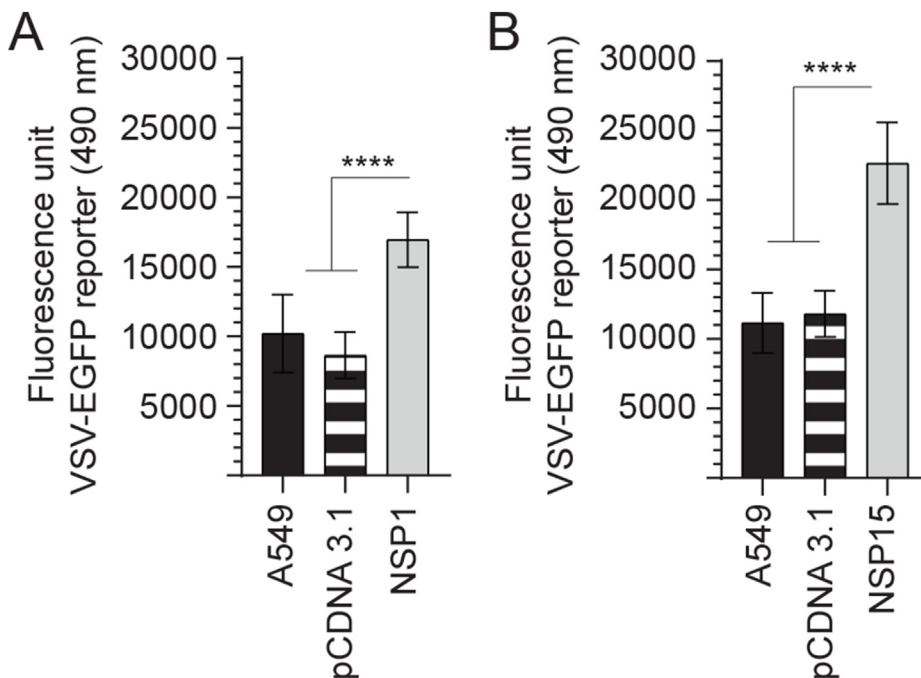 A
Fluorescence unit
VSV-EGFP reporter (490 nm)
30000
25000
20000
15000
10000
5000
****
A549
pCDNA 3.1
NSP1
B
Fluorescence unit
VSV-EGFP reporter (490 nm)
30000
25000
20000
15000
10000
5000
****
A549
pCDNA 3.1
NSP15